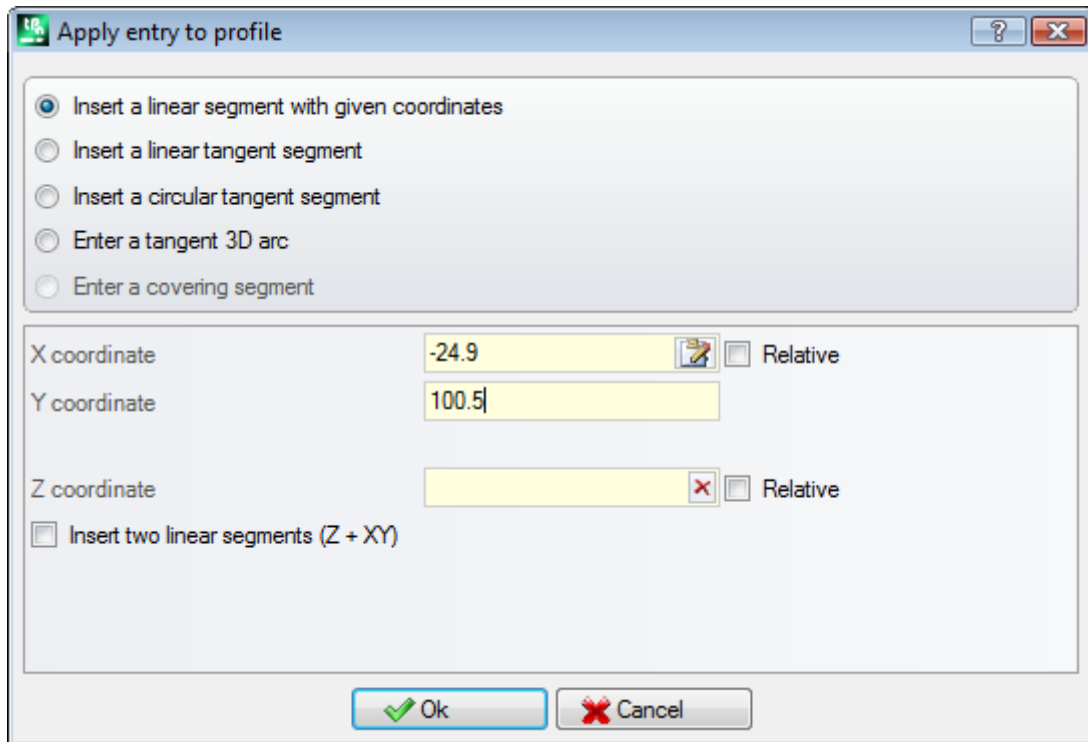 Apply entry to profile
Insert a linear segment with given coordinates
Insert a linear tangent segment
Insert a circular tangent segment
Enter a tangent 3D arc
Enter a covering segment
X coordinate -24.9 Relative
Y coordinate 100.5
Z coordinate Relative
Insert two linear segments (Z + XY)
Ok Cancel